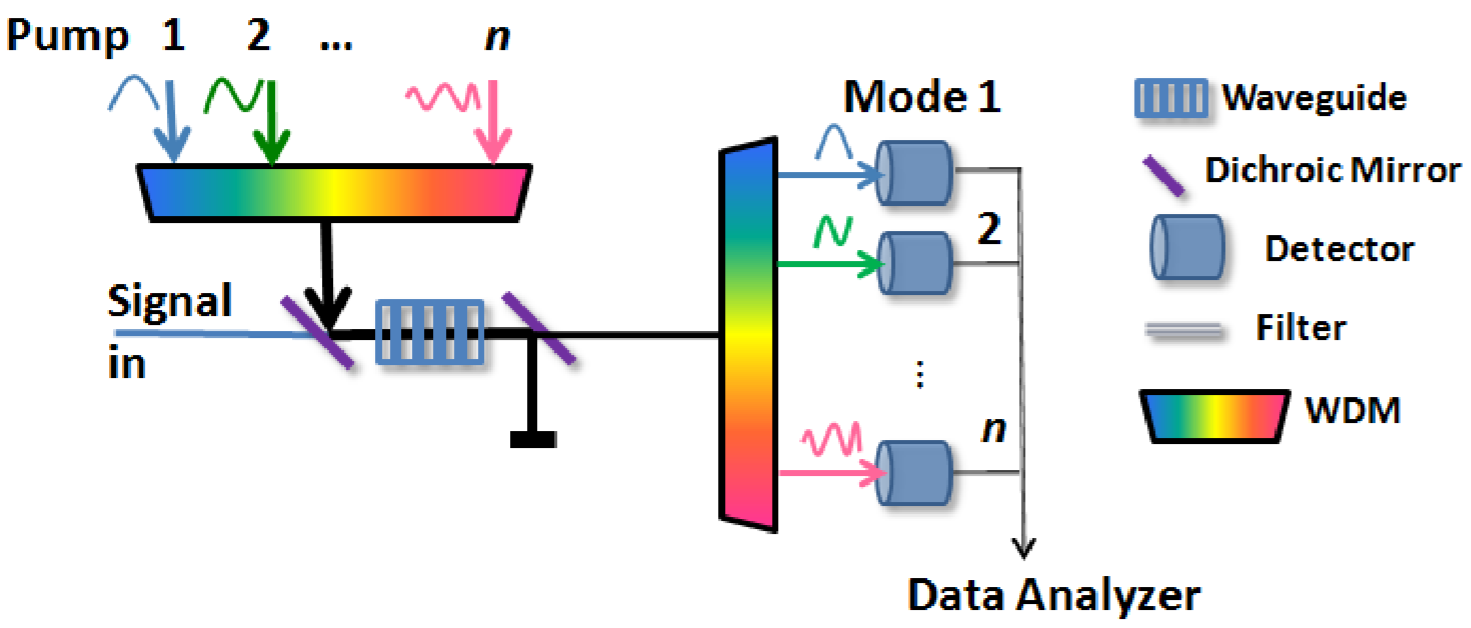 Pump 1 2 ... n
Mode 1
Waveguide
Dichroic Mirror
2
Detector
Signal
in
Filter
...
n
WDM
Data Analyzer